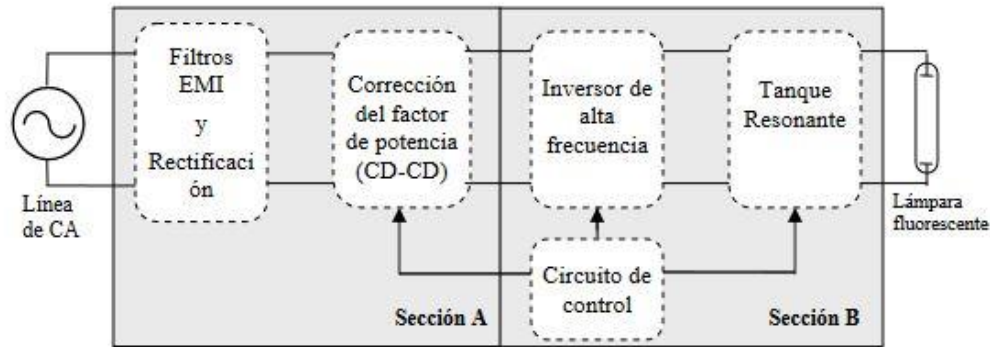 Línea
de CA
Filtros
EMI
y
Rectificaci
ón
Corrección
del factor
de potencia
(CD-CD)
Sección A
Inversor de
alta
frecuencia
Circuito de
control
Tanque
Resonante
Sección B
Lámpara
fluorescente